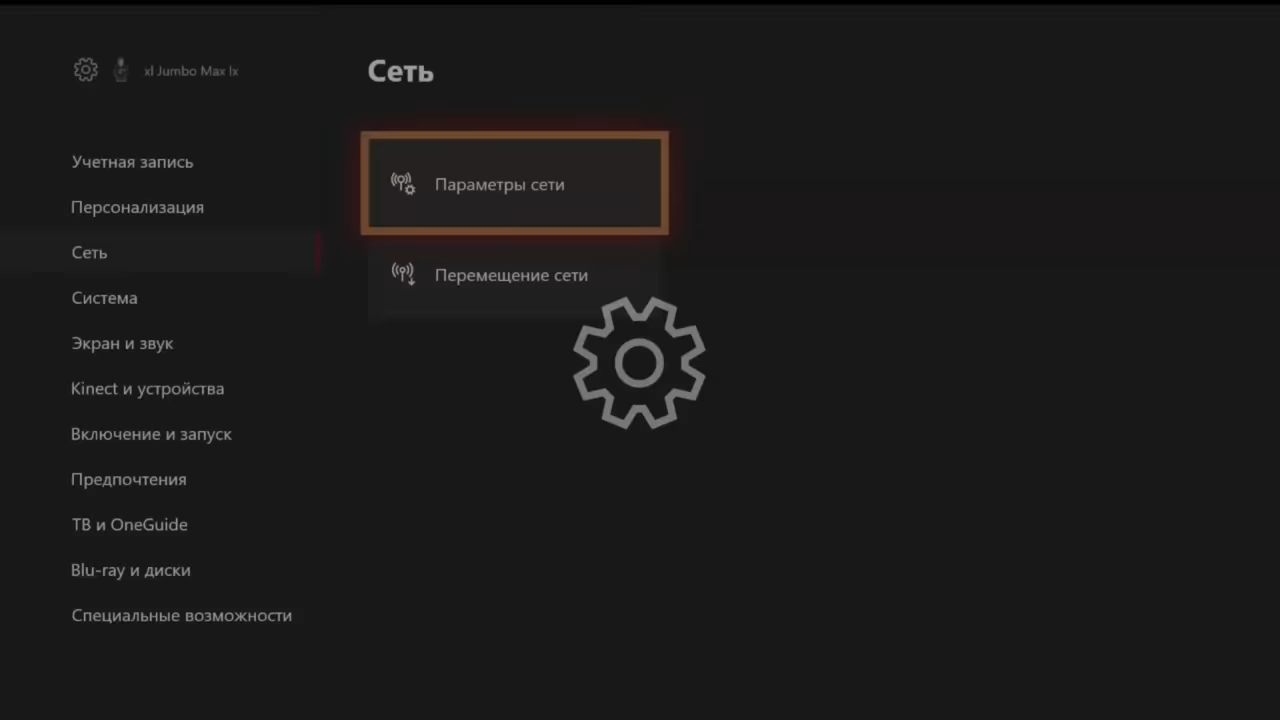 xl Jumbo Max lx
Сеть
Учетная запись
Персонализация
Сеть
Система
Экран и звук
Kinect и устройства
Включение и запуск
Предпочтения
ТВ и OneGuide
Blu-ray и диски
Специальные возможности
Параметры сети
Перемещение сети